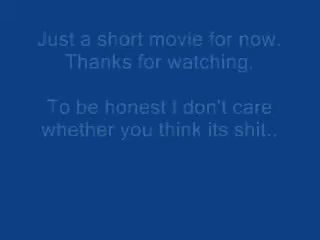 Just a short movie for now.
Thanks for watching.
To be honest I don't care
whether you think its shit..